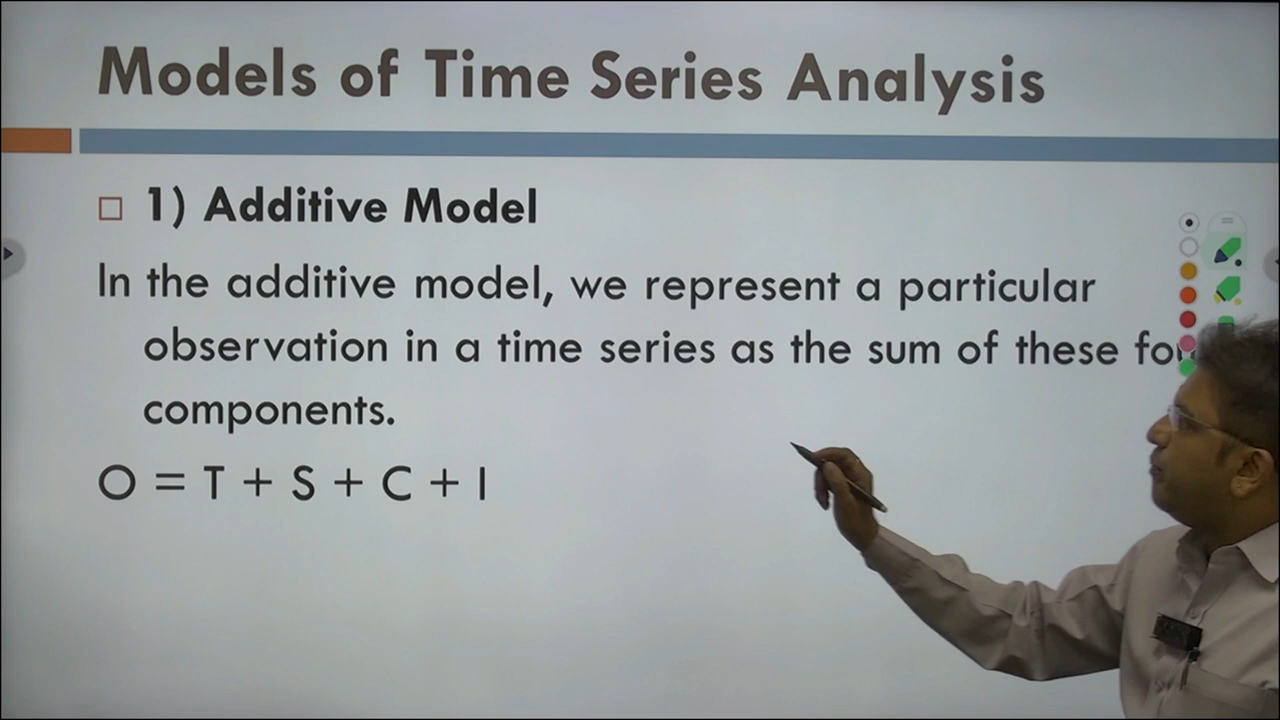 Models of Time Series Analysis
1) Additive Model
In the additive model, we represent a particular
observation in a time series as the sum of these
components.
O = T + S + C + I